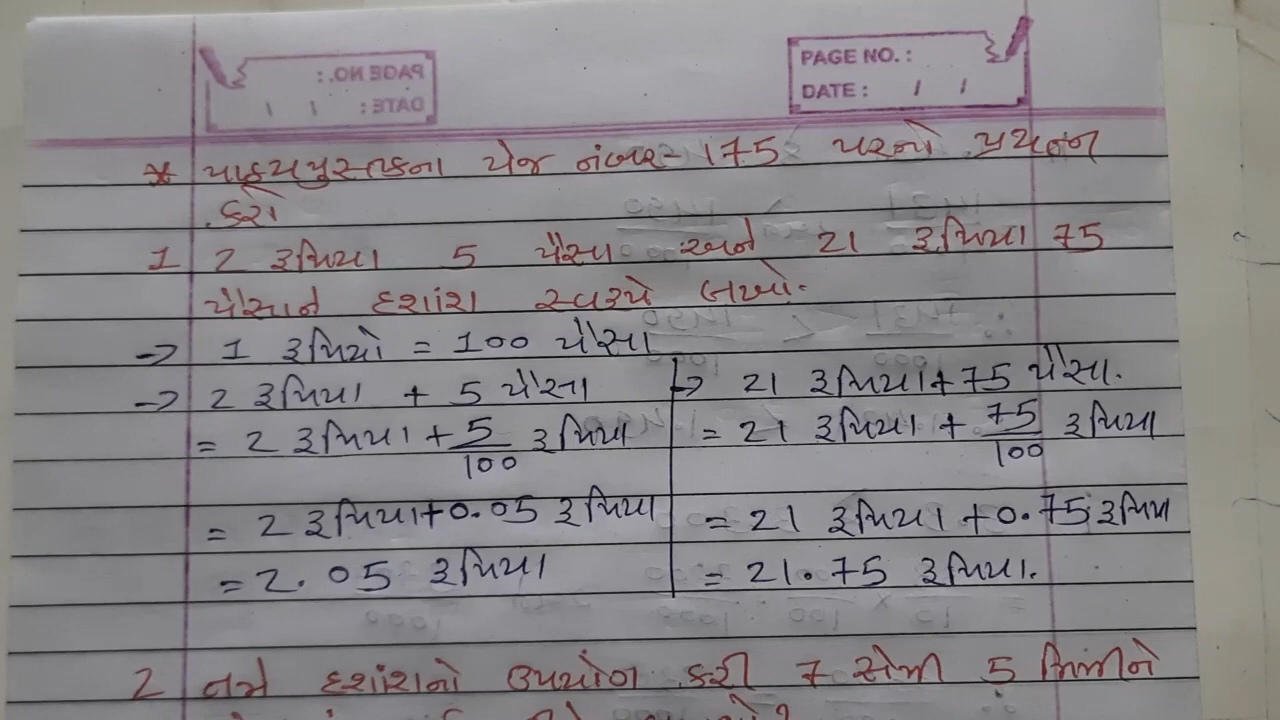 PAGE NO. :
DATE : / /
* પાઠ્યપુસ્તકના પેજ નંબર - 175 પરનો પ્રયત્ન
કરો
1 2 રૂપિયા 5 પૈસા અને 21 રૂપિયા 75
પૈસાને દશાંશ સ્વરૂપે લખો.
→ 1 રૂપિયો = 100 પૈસા
→ 2 રૂપિયા + 5 પૈસા → 21 રૂપિયા + 75 પૈસા.
= 2 રૂપિયા + 5/100 રૂપિયા = 21 રૂપિયા + 75/100 રૂપિયા
= 2 રૂપિયા + 0.05 રૂપિયા = 21 રૂપિયા + 0.75 રૂપિયા
= 2.05 રૂપિયા = 21.75 રૂપિયા.
2 તમે દશાંશનો ઉપયોગ કરી 7 સેમી 5 મિમીને